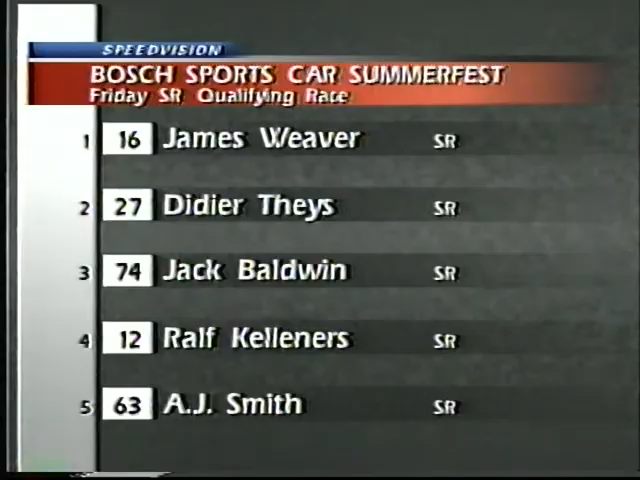 SPEEDVISION
BOSCH SPORTS CAR SUMMERFEST
Friday SR Qualifying Race
1 16 James Weaver SR
2 27 Didier Theys SR
3 74 Jack Baldwin SR
4 12 Ralf Kelleners SR
5 63 A.J. Smith SR